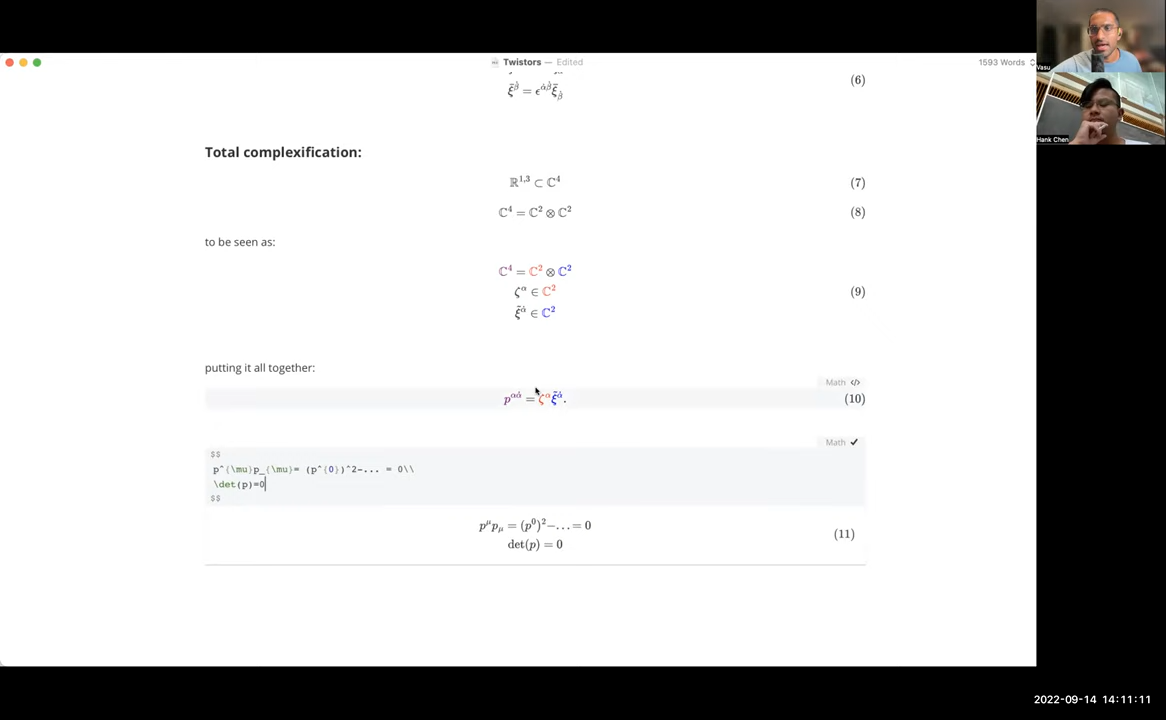 Twistors — Edited
1593 Words
ξ̄^β̇ = ϵ^α̇β̇ ξ̄_β̇
(6)
Total complexification:
ℝ^1,3 ⊂ ℂ^4
(7)
ℂ^4 = ℂ^2 ⊗ ℂ^2
(8)
to be seen as:
ℂ^4 = ℂ^2 ⊗ ℂ^2
ζ^α ∈ ℂ^2
(9)
ξ̃^α̇ ∈ ℂ^2
putting it all together:
Math </>
p^αα̇ = ζ^α ξ̃^α̇.
(10)
Math ✔
$$
p^{\mu}p_{\mu}= (p^{0})^2-... = 0\\
\det(p)=0
$$
p^μ p_μ = (p^0)^2 − … = 0
det(p) = 0
(11)
Vasu
Hank Chen
2022-09-14 14:11:11